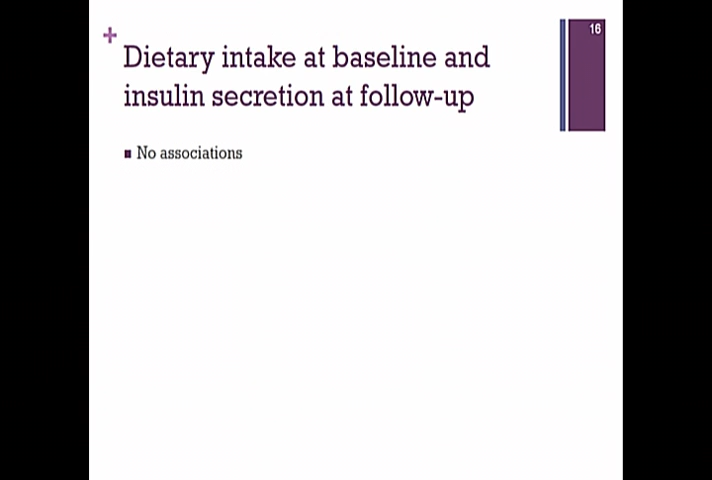 16
+
Dietary intake at baseline and
insulin secretion at follow-up
No associations